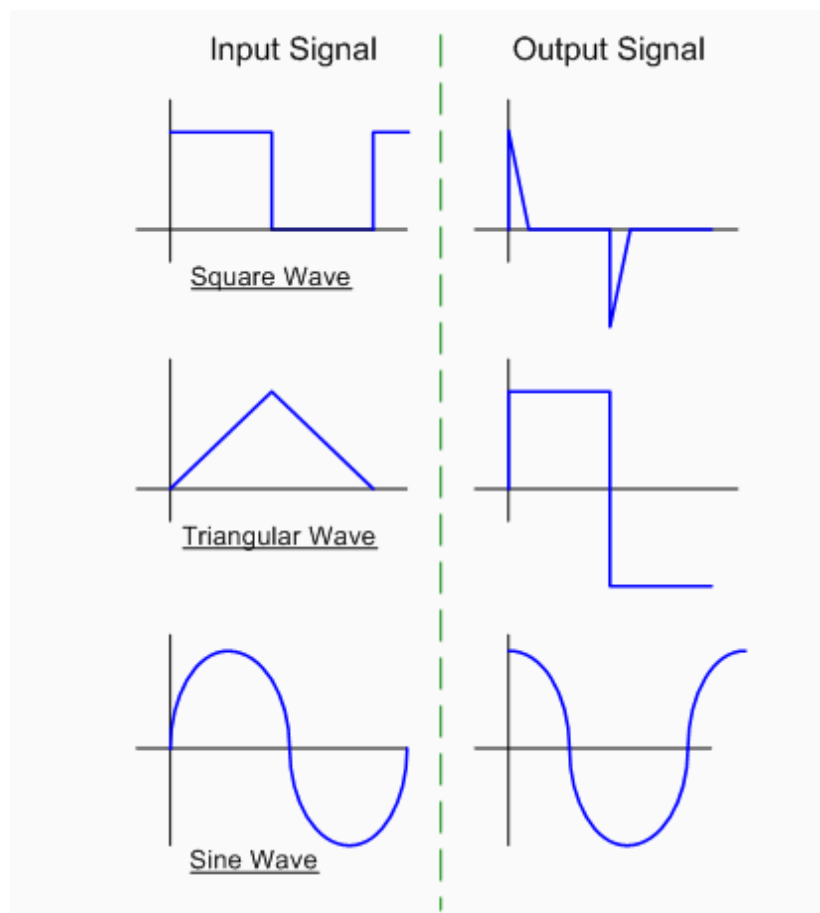 Input Signal
Output Signal
Square Wave
Triangular Wave
Sine Wave